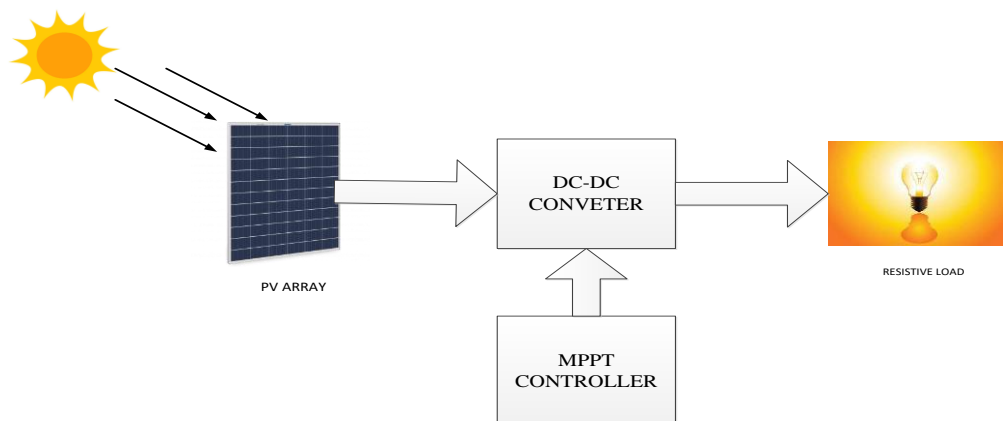 PV ARRAY
DC-DC
CONVETER
RESISTIVE LOAD
MPPT
CONTROLLER